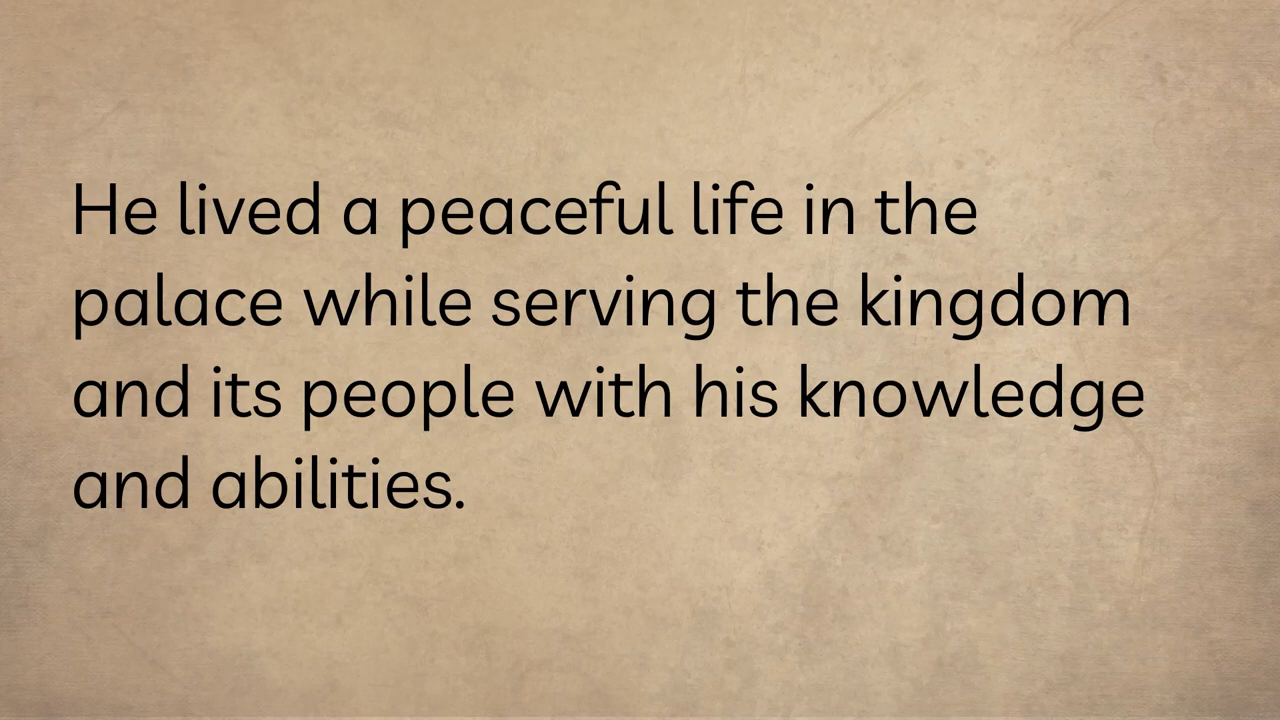 He lived a peaceful life in the
palace while serving the kingdom
and its people with his knowledge
and abilities.